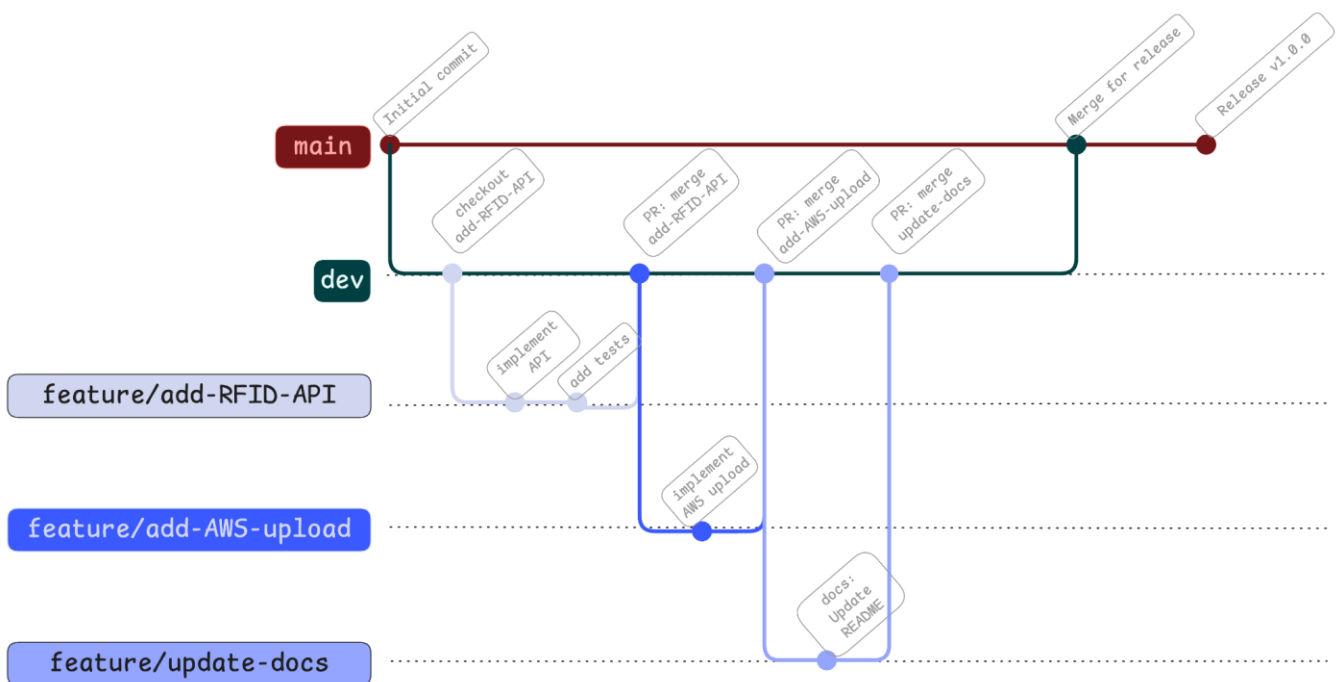 Initial commit
Merge for release
Release v1.0.0
main
checkout
add-RFID-API
PR: merge
add-RFID-API
PR: merge
add-AWS-upload
PR: merge
update-docs
dev
implement
API
add tests
feature/add-RFID-API
implement
AWS upload
feature/add-AWS-upload
docs:
Update
README
feature/update-docs